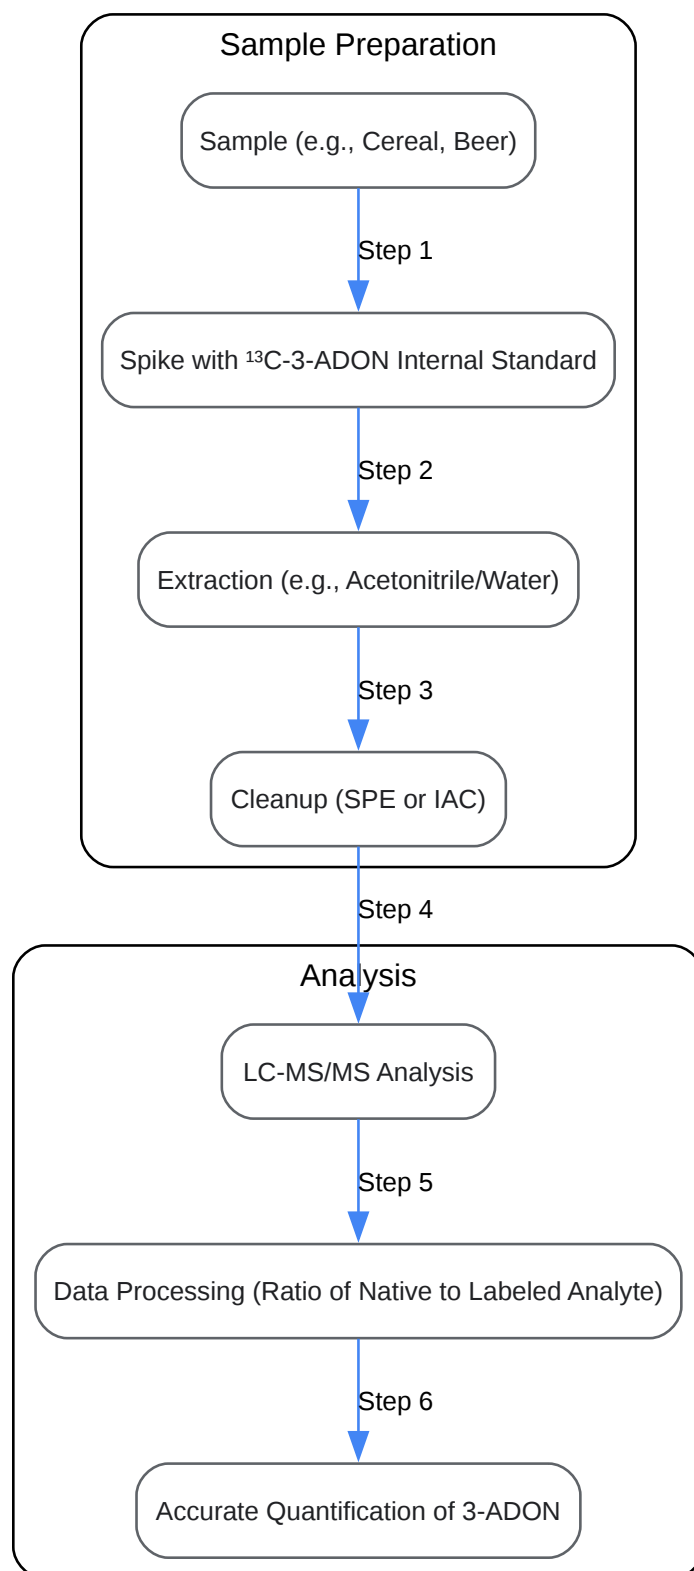 Sample Preparation
Sample (e.g., Cereal, Beer)
Step 1
Spike with ¹³C-3-ADON Internal Standard
Step 2
Extraction (e.g., Acetonitrile/Water)
Step 3
Cleanup (SPE or IAC)
Step 4
Analysis
LC-MS/MS Analysis
Step 5
Data Processing (Ratio of Native to Labeled Analyte)
Step 6
Accurate Quantification of 3-ADON